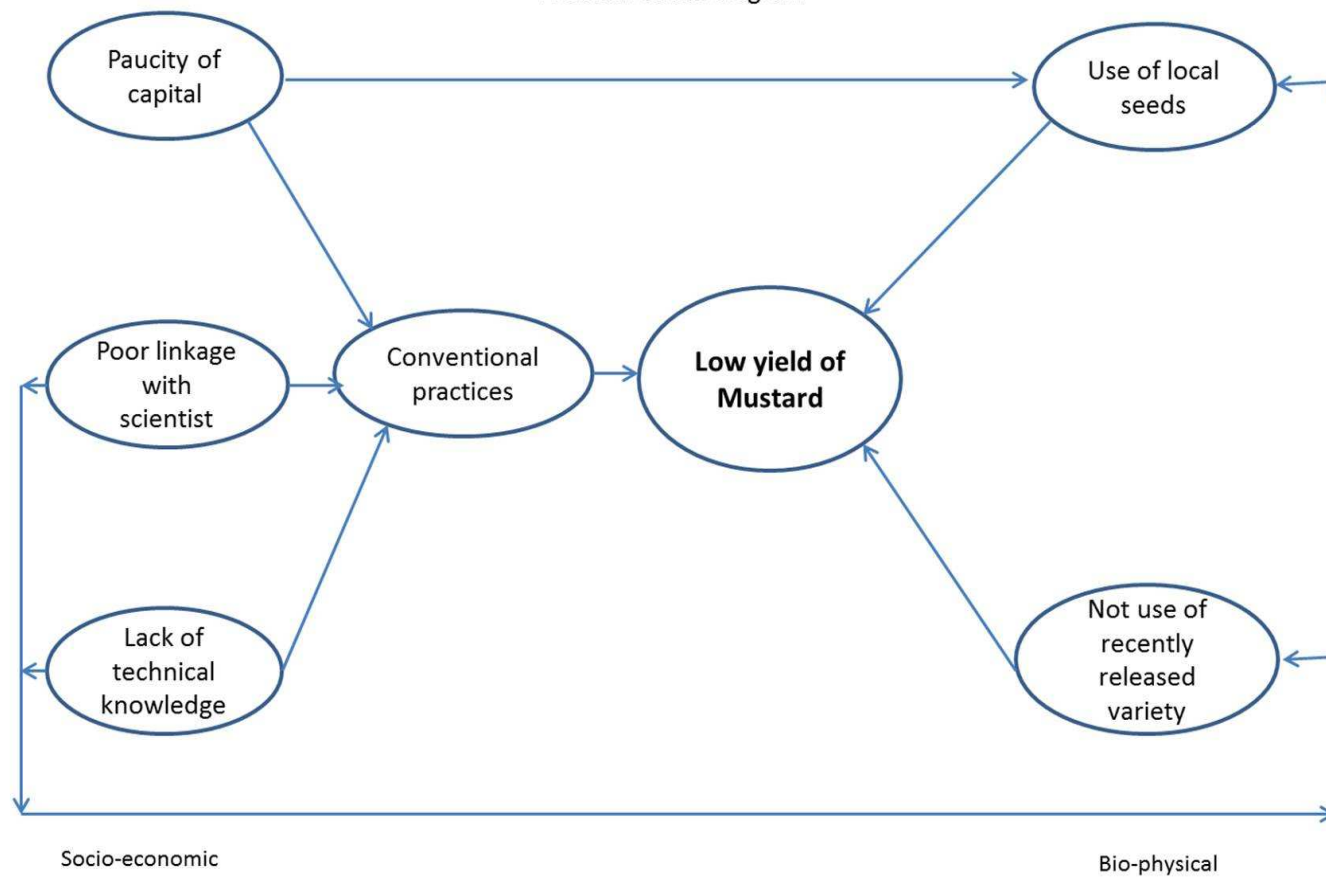 Paucity of
capital
Use of local
seeds
Poor linkage
with
scientist
Conventional
practices
Low yield of
Mustard
Lack of
technical
knowledge
Not use of
recently
released
variety
Socio-economic
Bio-physical